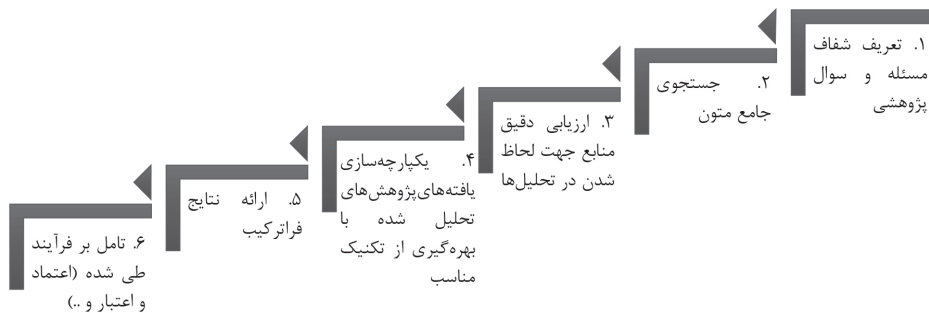 ۱. تعریف شفاف
مسئله و سوال
پژوهشی
۲. جستجوی
جامع متون
۳. ارزیابی دقیق
منابع جهت لحاظ
شدن در تحلیل‌ها
۴. یکپارچه‌سازی
یافته‌های‌پژوهش‌های
تحلیل شده با
بهره‌گیری از تکنیک
مناسب
۵. ارائه نتایج
فراترکیب
۶. تامل بر فرآیند
طی شده (اعتماد
و اعتبار و ..)